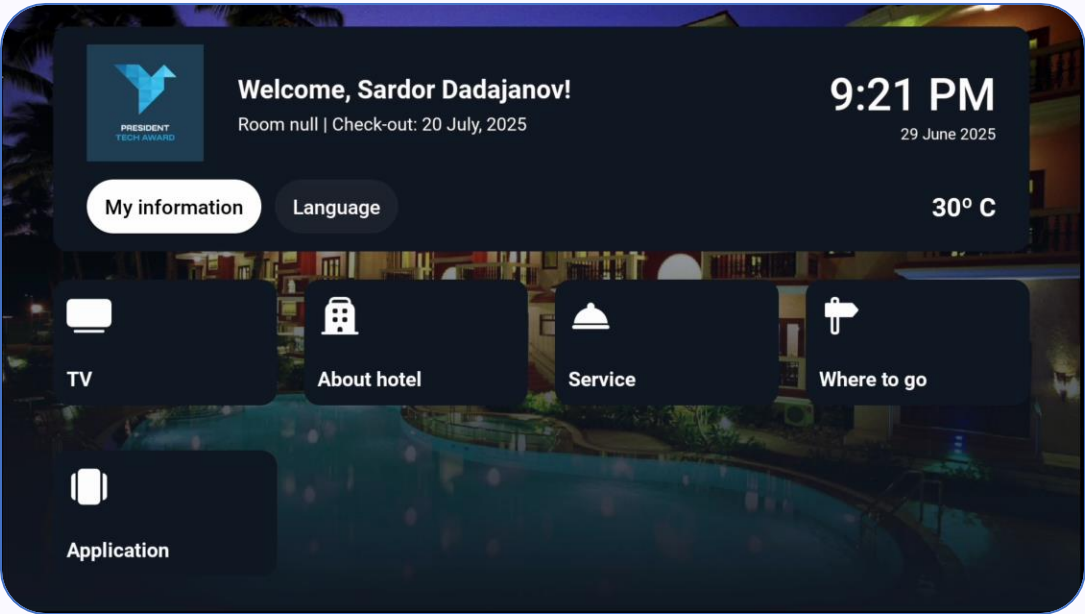 PRESIDENT
TECH AWARD
Welcome, Sardor Dadajanov!
Room null | Check-out: 20 July, 2025
9:21 PM
29 June 2025
My information
Language
30º C
TV
About hotel
Service
Where to go
Application